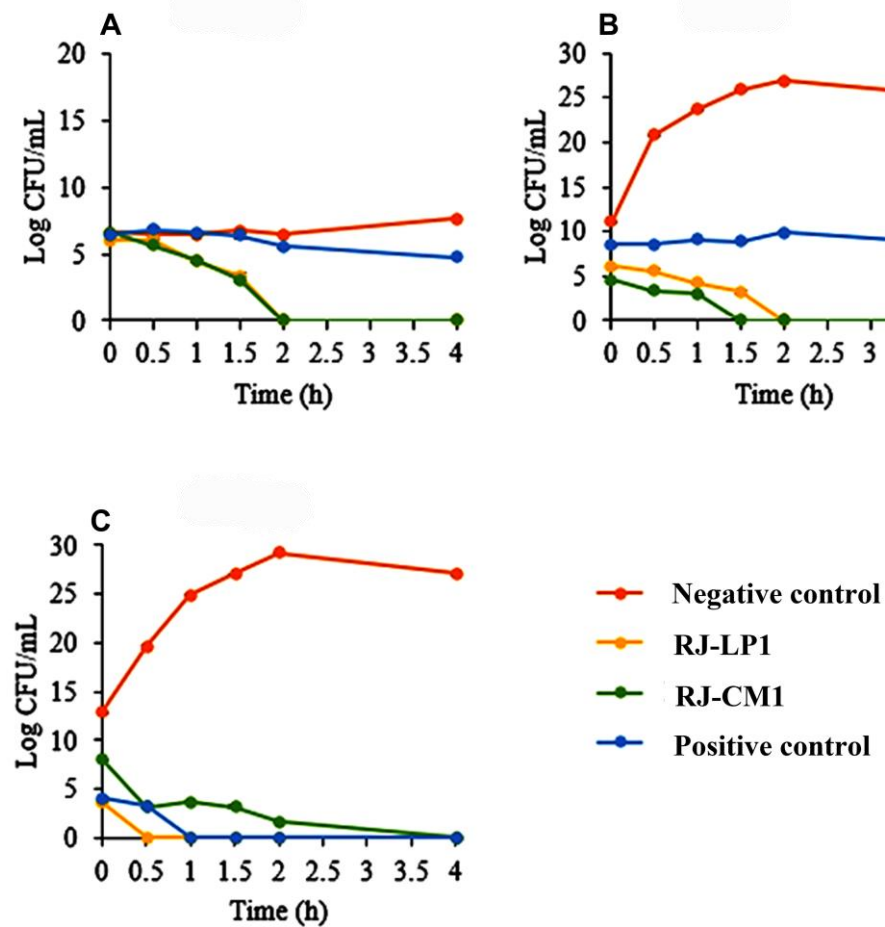 A
20
15
10
5
0
Log CFU/mL
0 0.5 1 1.5 2 2.5 3 3.5 4
Time (h)
B
30
25
20
15
10
5
0
Log CFU/mL
0 0.5 1 1.5 2 2.5 3
Time (h)
C
30
25
20
15
10
5
0
Log CFU/mL
0 0.5 1 1.5 2 2.5 3 3.5 4
Time (h)
Negative control
RJ-LP1
RJ-CM1
Positive control